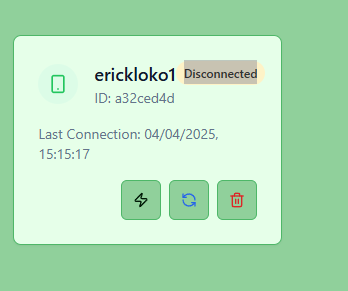 erickloko1 Disconnected
ID: a32ced4d
Last Connection: 04/04/2025,
15:15:17